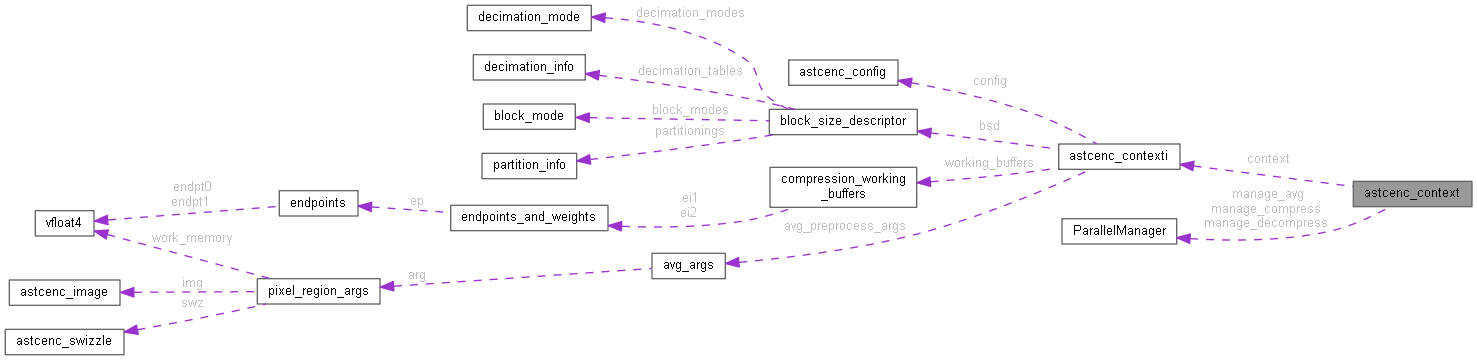 decimation_mode
decimation_modes
decimation_info
decimation_tables
astcenc_config
config
block_mode
block_modes
block_size_descriptor
bsd
partitionings
partition_info
astcenc_contexti
context
working_buffers
compression_working
_buffers
astcenc_context
endpt0
endpt1
endpoints
ep
endpoints_and_weights
ei1
ei2
manage_avg
manage_compress
manage_decompress
ParallelManager
vfloat4
work_memory
avg_preprocess_args
avg_args
arg
astcenc_image
img
pixel_region_args
swz
astcenc_swizzle